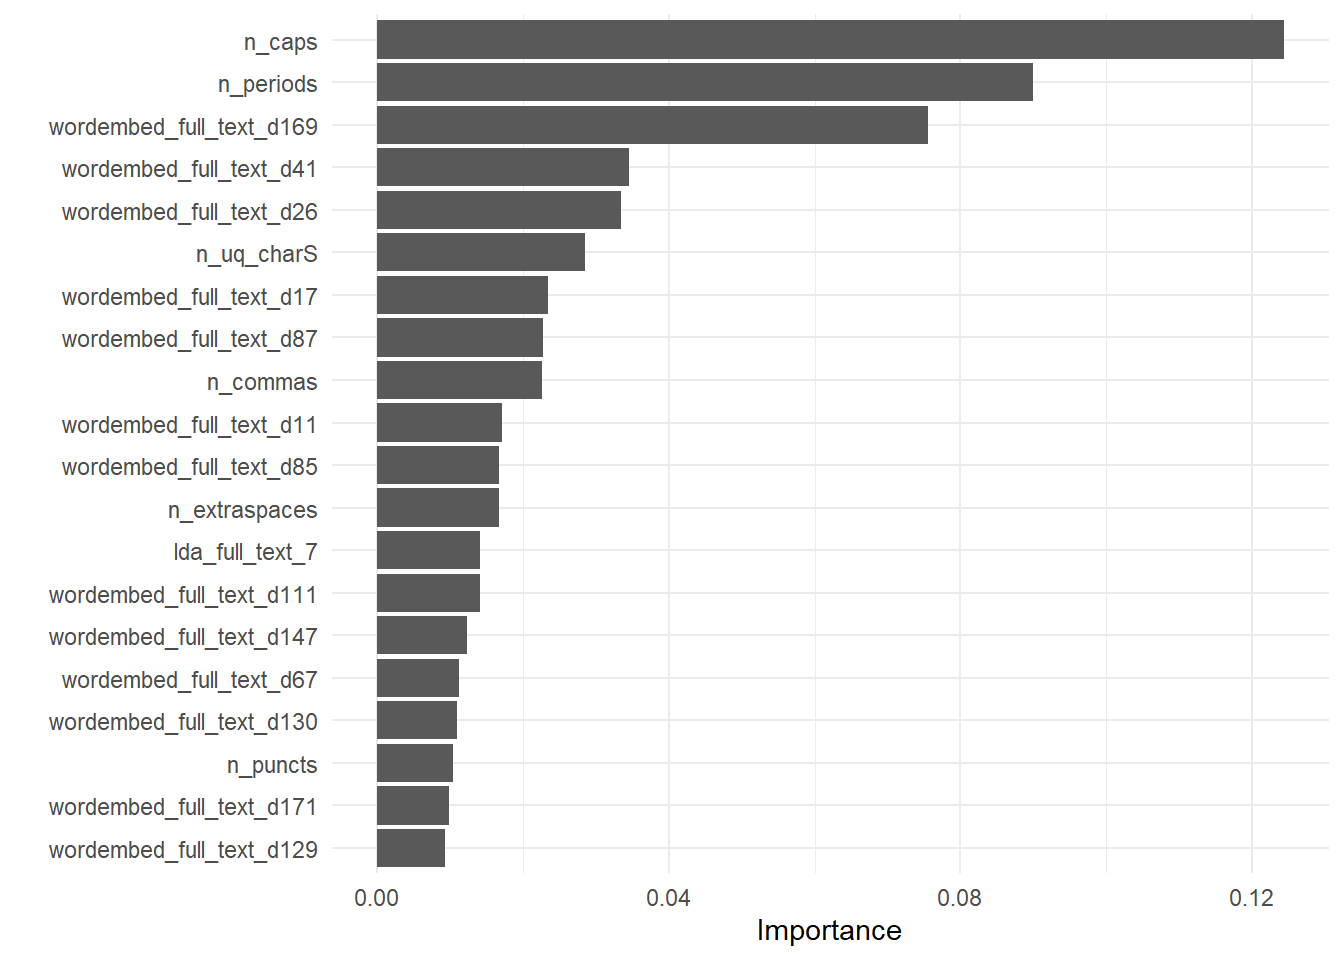 n_caps
n_periods
wordembed_full_text_d169
wordembed_full_text_d41
wordembed_full_text_d26
n_uq_charS
wordembed_full_text_d17
wordembed_full_text_d87
n_commas
wordembed_full_text_d11
wordembed_full_text_d85
n_extraspaces
lda_full_text_7
wordembed_full_text_d111
wordembed_full_text_d147
wordembed_full_text_d67
wordembed_full_text_d130
n_puncts
wordembed_full_text_d171
wordembed_full_text_d129
0.00 0.04 0.08 0.12
Importance